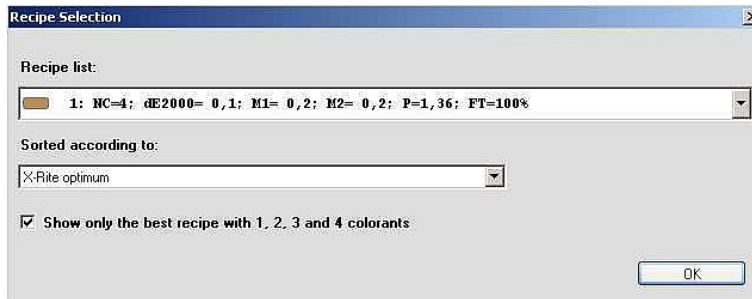 Recipe Selection
Recipe list:
1: NC=4; dE2000= 0,1; M1= 0,2; M2= 0,2; P=1,36; FT=100%
Sorted according to:
X-Rite optimum
Show only the best recipe with 1, 2, 3 and 4 colorants
OK